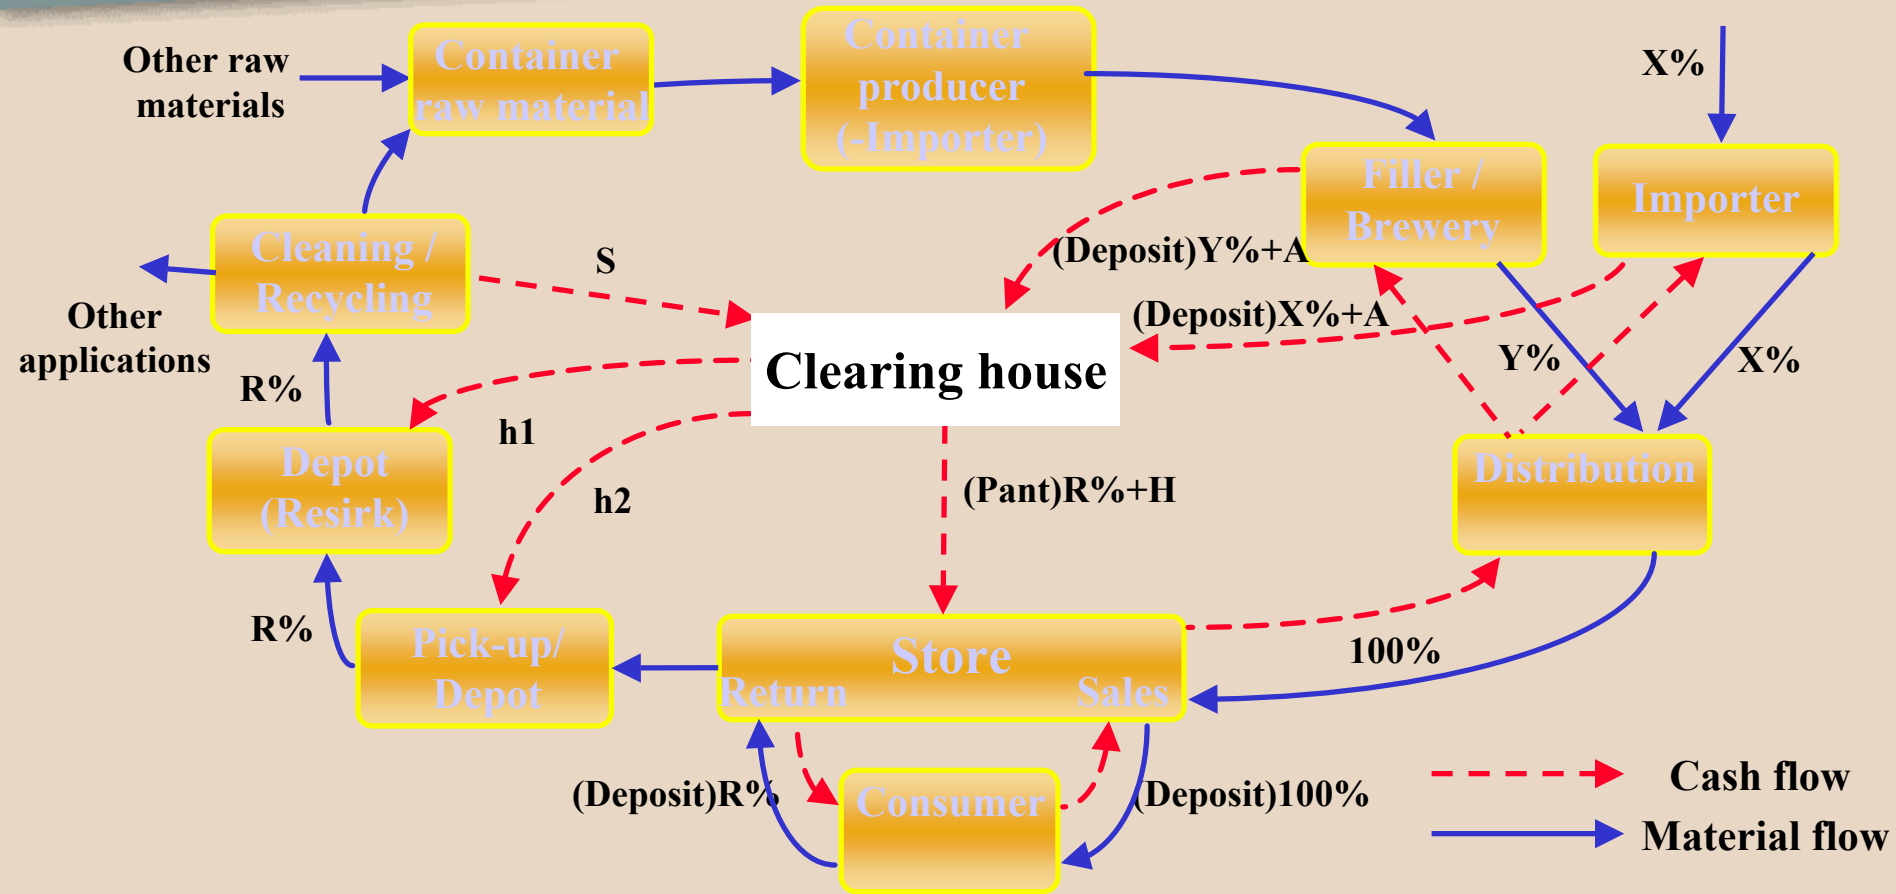 Other raw
materials
Container
raw material
Container
producer
(-Importer)
X%
Filler /
Brewery
Importer
Cleaning /
Recycling
S
(Deposit)Y%+A
(Deposit)X%+A
Other
applications
Clearing house
Y%
X%
R%
h1
Depot
(Resirk)
h2
(Pant)R%+H
Distribution
R%
Pick-up/
Depot
Store
Return
Sales
100%
(Deposit)R%
Consumer
(Deposit)100%
Cash flow
Material flow